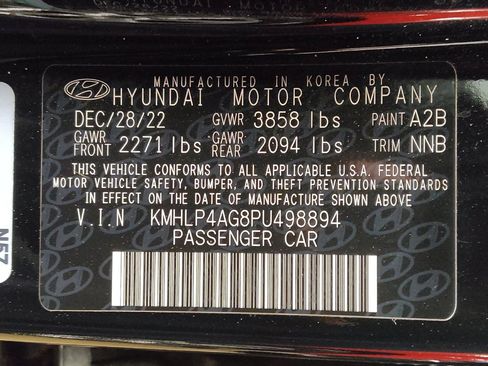 MANUFACTURED IN KOREA BY
HYUNDAI MOTOR COMPANY
DEC/28/22 GVWR 3858 lbs PAINT A2B
GAWR FRONT 2271 lbs GAWR REAR 2094 lbs TRIM NNB
THIS VEHICLE CONFORMS TO ALL APPLICABLE U.S.A. FEDERAL
MOTOR VEHICLE SAFETY, BUMPER, AND THEFT PREVENTION
STANDARDS IN EFFECT ON THE DATE OF MANUFACTURE SHOWN ABOVE
V.I.N KMHLP4AG8PU498894
PASSENGER CAR